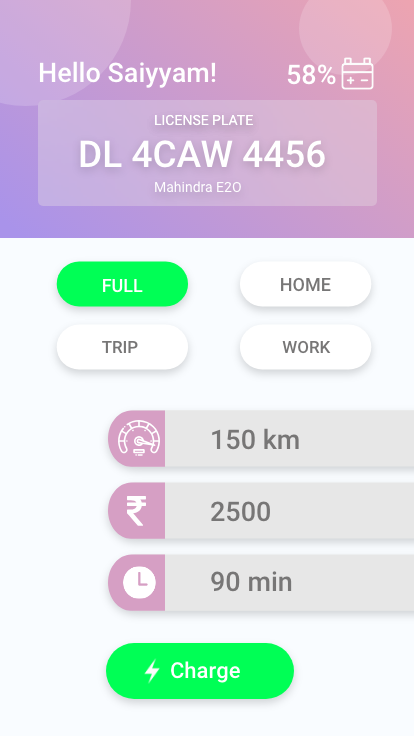 Hello Saiyyam!
58%
LICENSE PLATE
DL 4CAW 4456
Mahindra E2O
FULL
HOME
TRIP
WORK
150 km
₹ 2500
90 min
Charge